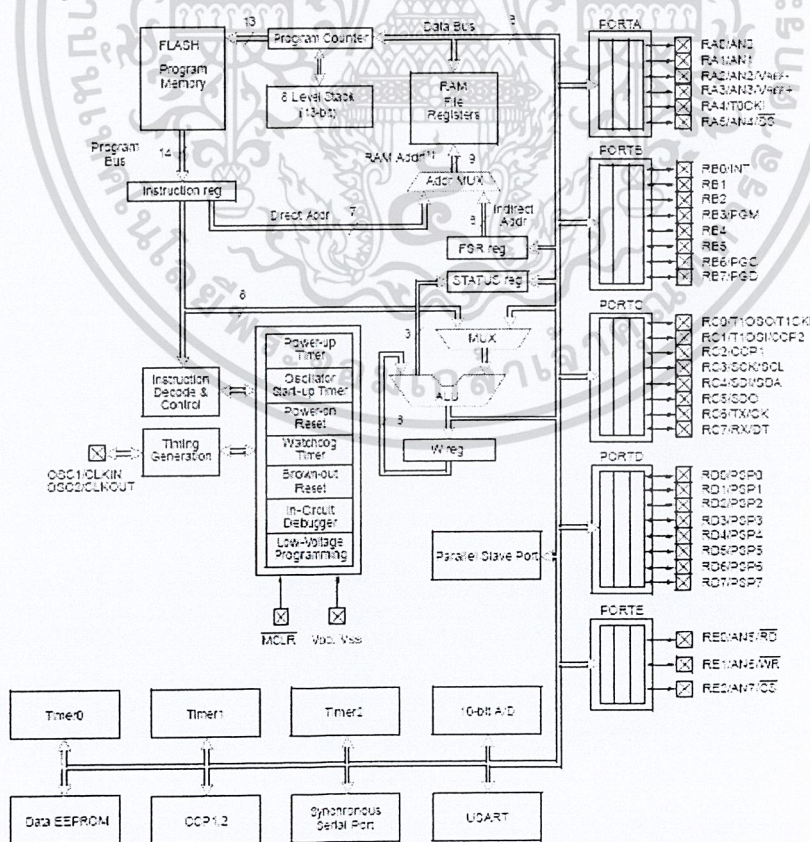 13
Data Bus
8
PORTA
FLASH
Program
Memory
Program Counter
8 Level Stack
(13-bit)
RAM
File
Registers
RA0/AN0
RA1/AN1
RA2/AN2/VREF-
RA3/AN3/VREF+
RA4/T0CKI
RA5/AN4/SS
Program
Bus
14
RAM Addr(1)
9
PORTB
Instruction reg
Addr MUX
Direct Addr
7
8
Indirect
Addr
FSR reg
STATUS reg
RB0/INT
RB1
RB2
RB3/PGM
RB4
RB5
RB6/PGC
RB7/PGD
8
3
MUX
PORTC
Power-up
Timer
Oscillator
Start-up Timer
Power-on
Reset
Watchdog
Timer
Brown-out
Reset
In-Circuit
Debugger
Low-Voltage
Programming
Instruction
Decode &
Control
Timing
Generation
OSC1/CLKIN
OSC2/CLKOUT
ALU
8
W reg
RC0/T1OSO/T1CKI
RC1/T1OSI/CCP2
RC2/CCP1
RC3/SCK/SCL
RC4/SDI/SDA
RC5/SDO
RC6/TX/CK
RC7/RX/DT
PORTD
Parallel Slave Port
RD0/PSP0
RD1/PSP1
RD2/PSP2
RD3/PSP3
RD4/PSP4
RD5/PSP5
RD6/PSP6
RD7/PSP7
MCLR
VDD, VSS
PORTE
RE0/AN5/RD
RE1/AN6/WR
RE2/AN7/CS
Timer0
Timer1
Timer2
10-bit A/D
Data EEPROM
CCP1,2
Synchronous
Serial Port
USART